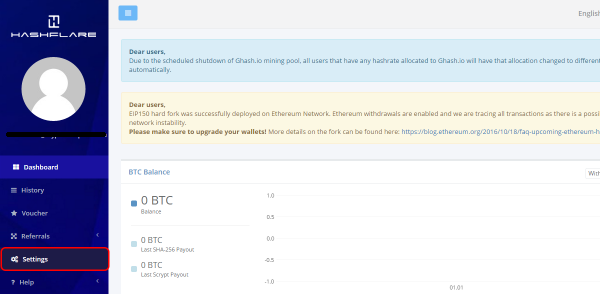 English
HASHFLARE
Dear users,
Due to the scheduled shutdown of Ghash.io mining pool, all users that have any hashrate allocated to Ghash.io will have that allocation changed to different
automatically.
Dear users,
EIP150 hard fork was successfully deployed on Ethereum Network. Ethereum withdrawals are enabled and we are tracing all transactions as there is a possi
network instability.
Please make sure to upgrade your wallets! More details on the fork can be found here: https://blog.ethereum.org/2016/10/18/faq-upcoming-ethereum-h
Dashboard
History
Voucher
Referrals
Settings
Help
BTC Balance
With
0 BTC
Balance
0 BTC
Last SHA-256 Payout
0 BTC
Last Scrypt Payout
1.0
0.5
0.0
-0.5
-1.0
01.01